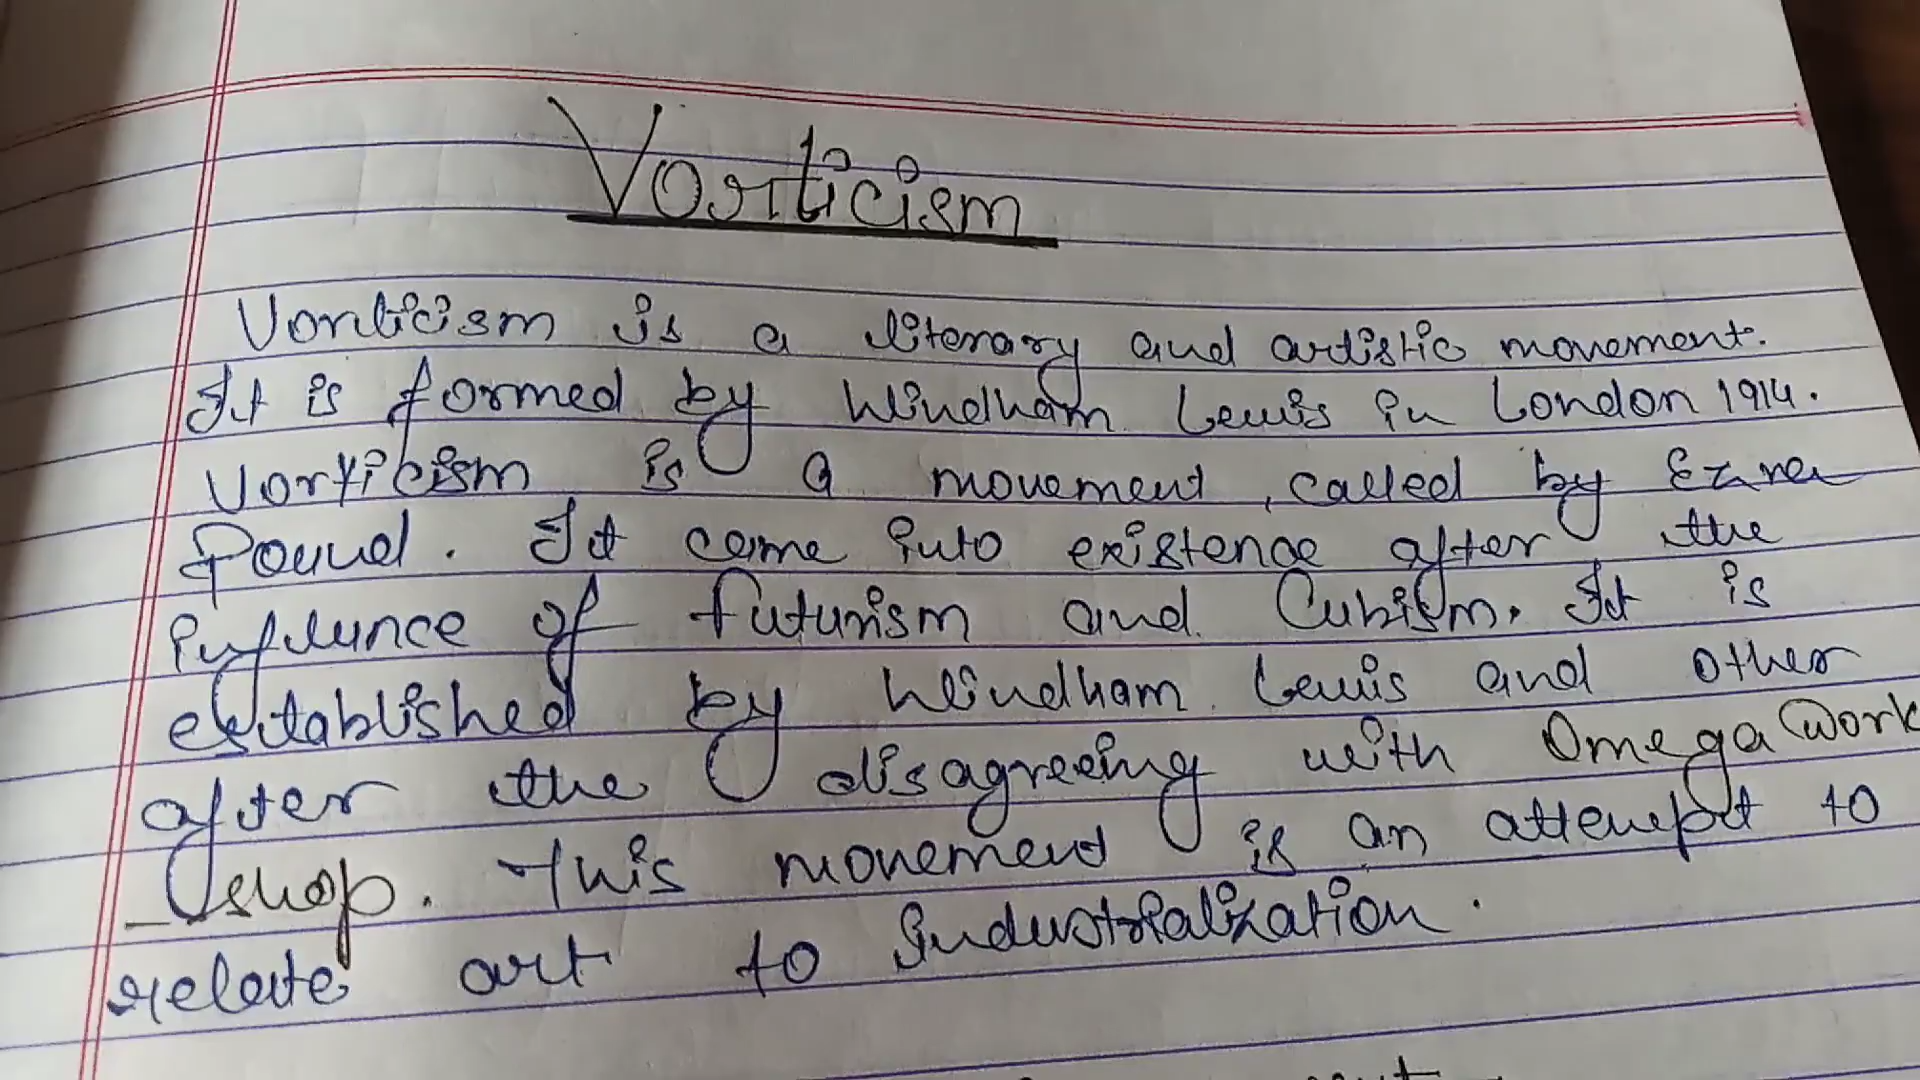 Vorticism
Vorticism is a literary and artistic movement.
It is formed by Windham Lewis in London 1914.
Vorticism is a movement, called by Ezra
Pound. It came into existence after the
influence of futurism and Cubism. It is
established by Windham Lewis and other
after the disagreeing with Omega Work
shop. This movement is an attempt to
relate art to Industrialization.